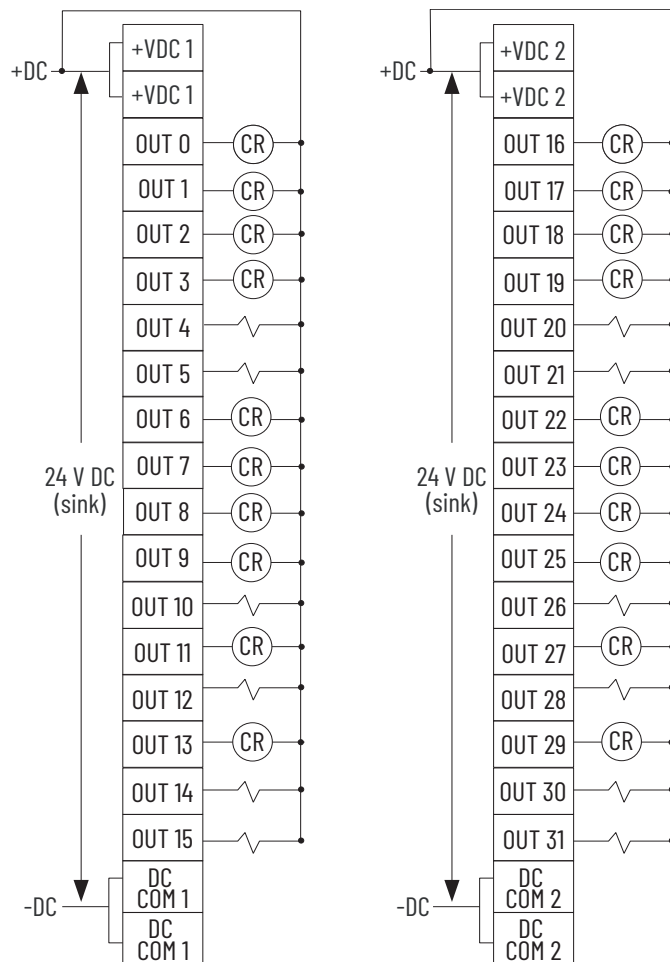 +DC
+VDC 1
+VDC 1
OUT 0 CR
OUT 1 CR
OUT 2 CR
OUT 3 CR
OUT 4
OUT 5
OUT 6 CR
OUT 7 CR
OUT 8 CR
OUT 9 CR
OUT 10
OUT 11 CR
OUT 12
OUT 13 CR
OUT 14
OUT 15
24 V DC
(sink)
-DC
DC
COM 1
DC
COM 1
+DC
+VDC 2
+VDC 2
OUT 16 CR
OUT 17 CR
OUT 18 CR
OUT 19 CR
OUT 20
OUT 21
OUT 22 CR
OUT 23 CR
OUT 24 CR
OUT 25 CR
OUT 26
OUT 27 CR
OUT 28
OUT 29 CR
OUT 30
OUT 31
24 V DC
(sink)
-DC
DC
COM 2
DC
COM 2